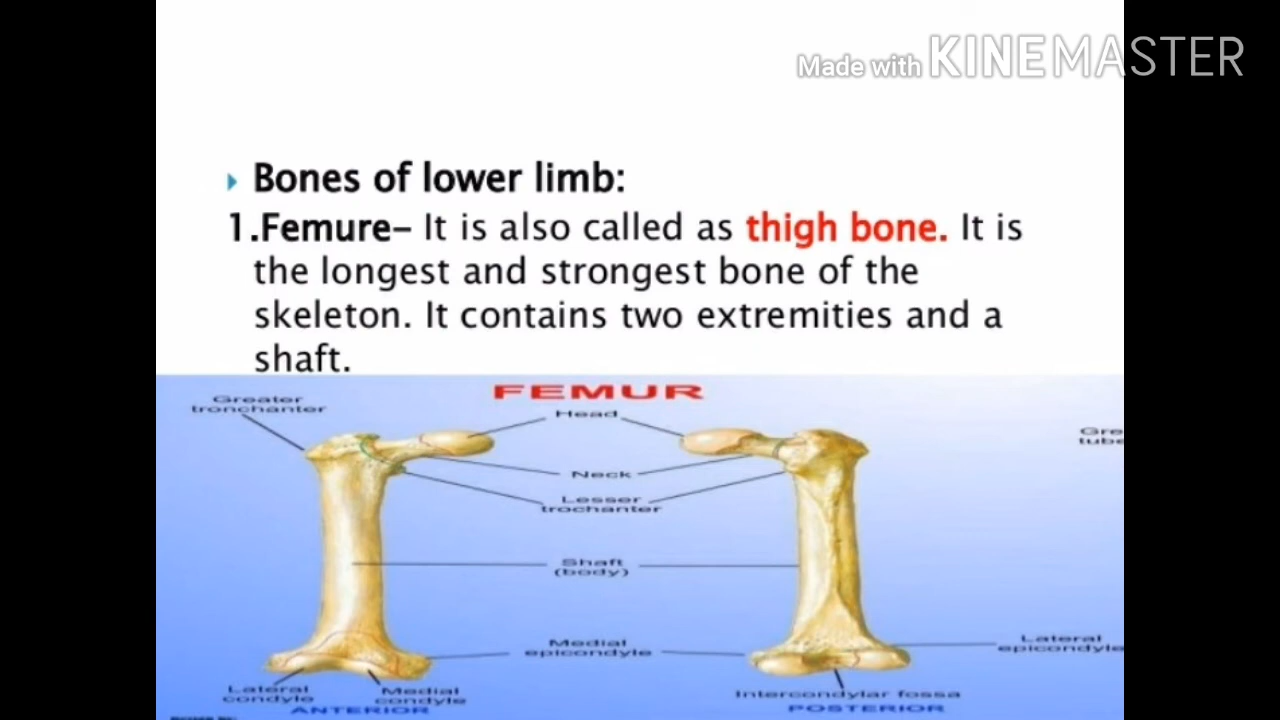 Made with KINEMASTER
Bones of lower limb:
1.Femure- It is also called as thigh bone. It is
the longest and strongest bone of the
skeleton. It contains two extremities and a
shaft.
FEMUR
Greater
tronchanter
Head
Gre
tube
Neck
Lesser
trochanter
Shaft
(body)
Medial
epicondyle
Lateral
epicondyle
Lateral
condyle
Medial
condyle
Intercondylar fossa
ANTERIOR
POSTERIOR